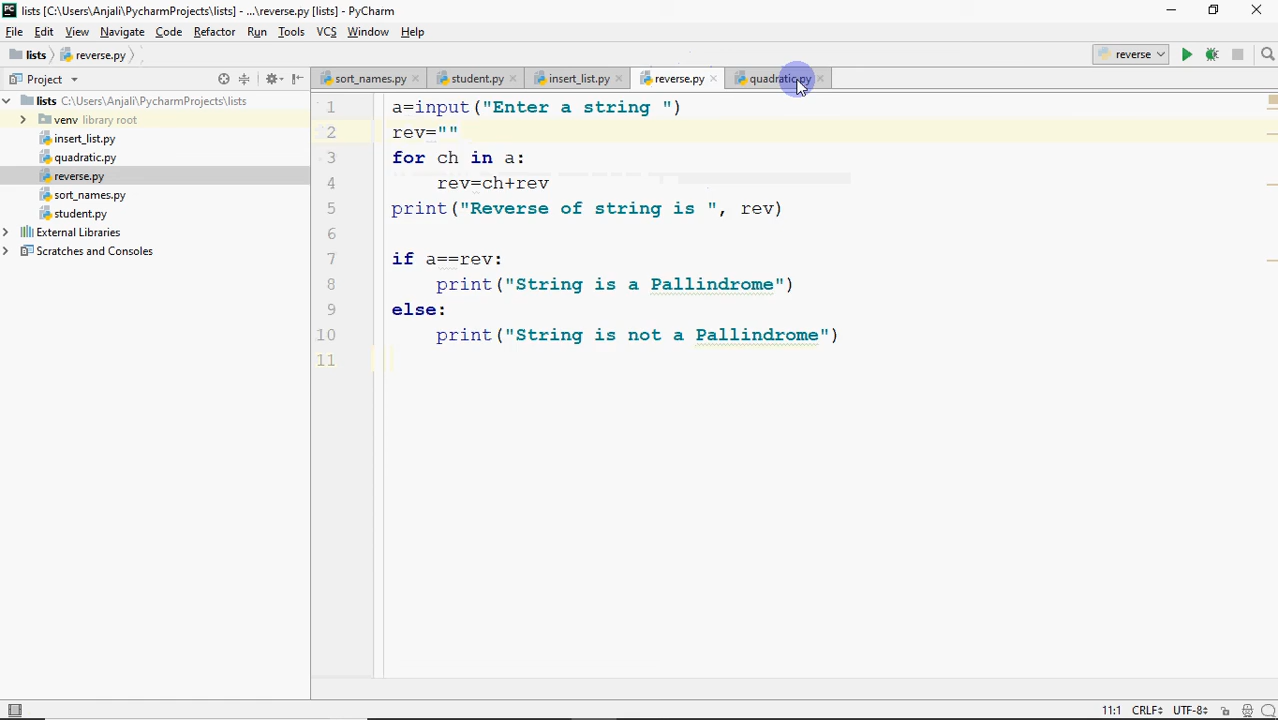 lists [C:\Users\Anjali\PycharmProjects\lists] - ...\reverse.py [lists] - PyCharm
File Edit View Navigate Code Refactor Run Tools VCS Window Help
lists reverse.py reverse
Project sort_names.py student.py insert_list.py reverse.py quadratic.py
lists C:\Users\Anjali\PycharmProjects\lists
venv library root
insert_list.py
quadratic.py
reverse.py
sort_names.py
student.py
External Libraries
Scratches and Consoles
1 a=input("Enter a string ")
2 rev=""
3 for ch in a:
4 rev=ch+rev
5 print("Reverse of string is ", rev)
6
7 if a==rev:
8 print("String is a Pallindrome")
9 else:
10 print("String is not a Pallindrome")
11
11:1 CRLF UTF-8